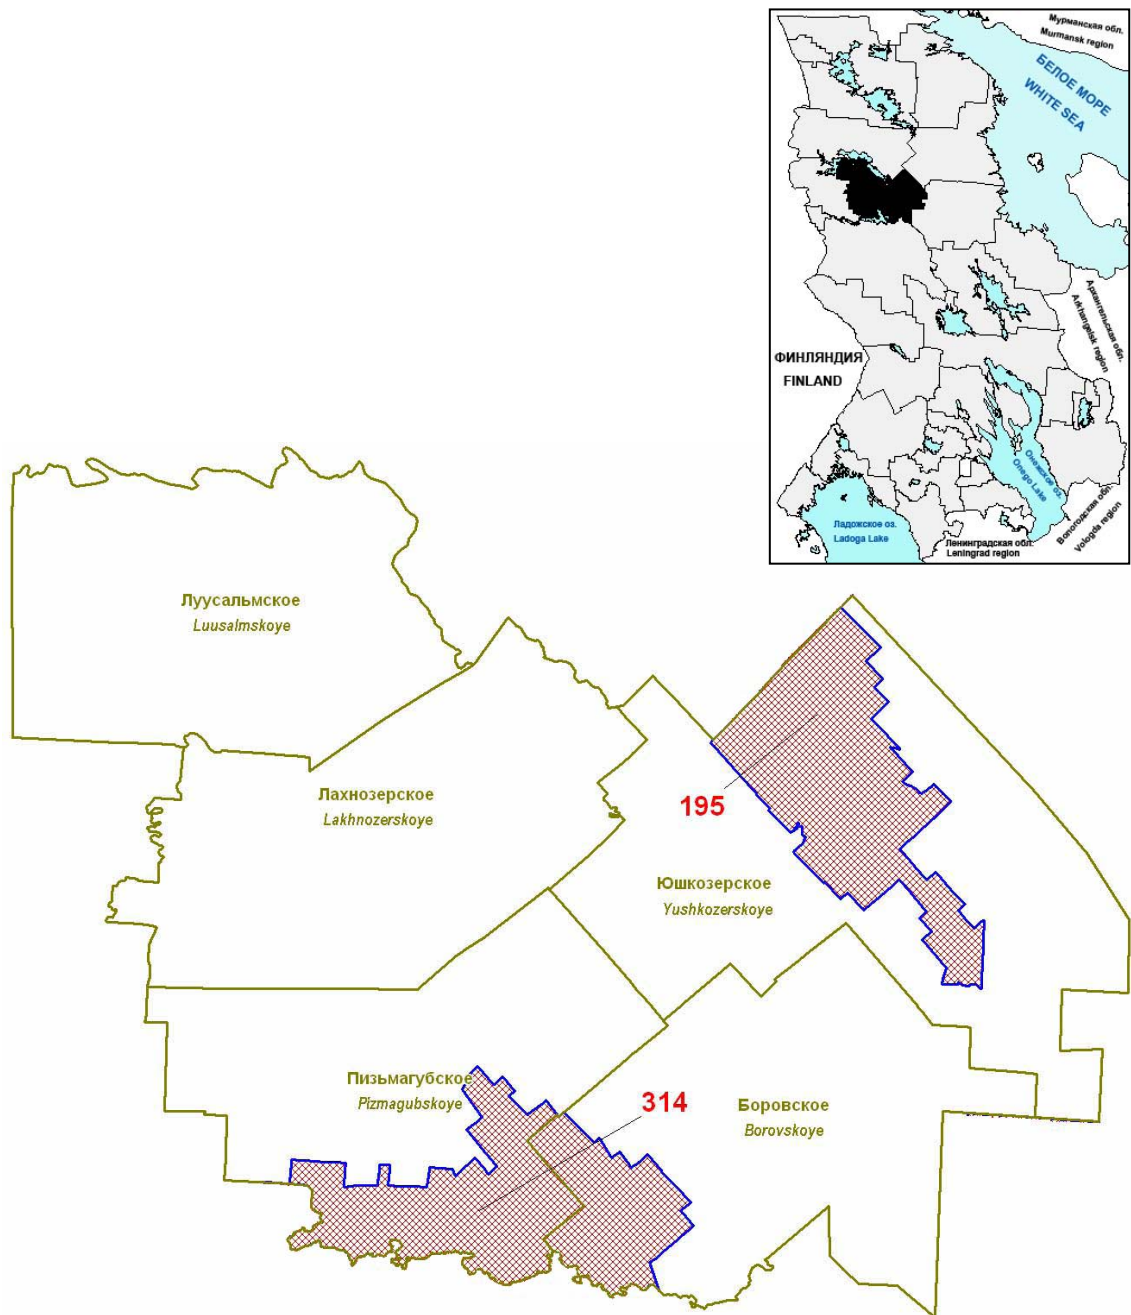 Мурманская обл.
Murmansk region
БЕЛОЕ МОРЕ
WHITE SEA
Архангельская обл.
Arkhangelsk region
ФИНЛЯНДИЯ
FINLAND
Онежское оз.
Onego Lake
Вологодская обл.
Vologda region
Ладожское оз.
Ladoga Lake
Ленинградская обл.
Leningrad region
Луусальмское
Luusalmskoye
Лахнозерское
Lakhnozerskoye
195
Юшкозерское
Yushkozerskoye
Пизьмагубское
Pizmagubskoye
314
Боровское
Borovskoye